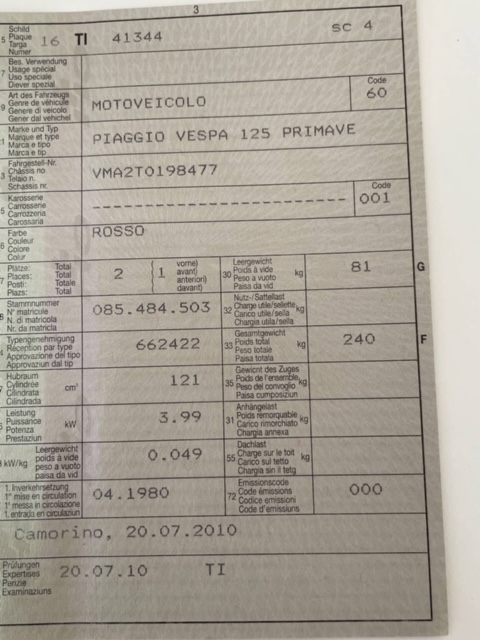 3
Schild
Plaque
Targa
Numer
16 TI 41344 SC 4
Bes. Verwendung
Usage spécial
Uso speciale
Diever spezial
Art des Fahrzeugs
Genre de véhicule
Genere di veicolo
Gener dal vehichel
MOTOVEICOLO
Code
60
Marke und Typ
Marque et type
Marca e tipo
Marca e tip
PIAGGIO VESPA 125 PRIMAVE
Fahrgestell-Nr.
Châssis no
Telaio n.
Schassis nr.
VMA2T0198477
Karosserie
Carrosserie
Carrozzeria
Carossaria
Code
001
Farbe
Couleur
Colore
Colur
ROSSO
Plätze: Total
Places: Total
Posti: Totale
Plazs: Total
2
(1
vorne)
avant)
anteriori)
davant)
30
Leergewicht
Poids à vide
Peso a vuoto
Paisa da vid
kg
81
G
Stammnummer
N° matricule
N. di matricola
Nr. da matricla
085.484.503
32
Nutz-/Sattellast
Charge utile/sellette
Carico utile/sella
Chargia utila/sella
kg
Typengenehmigung
Réception par type
Approvazione del tipo
Approvaziun dal tip
662422
33
Gesamtgewicht
Poids total
Peso totale
Paisa totala
kg
240
F
Hubraum
Cylindrée
Cilindrata
Cilindrada
cm³
121
35
Gewicht des Zuges
Poids de l'ensemble
Peso del convoglio
Paisa cumposiziun
kg
Leistung
Puissance
Potenza
Prestaziun
kW
3.99
31
Anhängelast
Poids remorquable
Carico rimorchiato
Chargia annexa
kg
kW/kg
Leergewicht
poids à vide
peso a vuoto
paisa da vid
0.049
55
Dachlast
Charge sur le toit
Carico sul tetto
Chargia sin il tetg
kg
1. Inverkehrsetzung
1re mise en circulation
1a messa in circolazione
1. entrada en circulaziun
04.1980
72
Emissionscode
Code émissions
Codice emissioni
Code d'emissiuns
000
Camorino, 20.07.2010
Prüfungen
Expertises
Perizie
Examinaziuns
20.07.10 TI